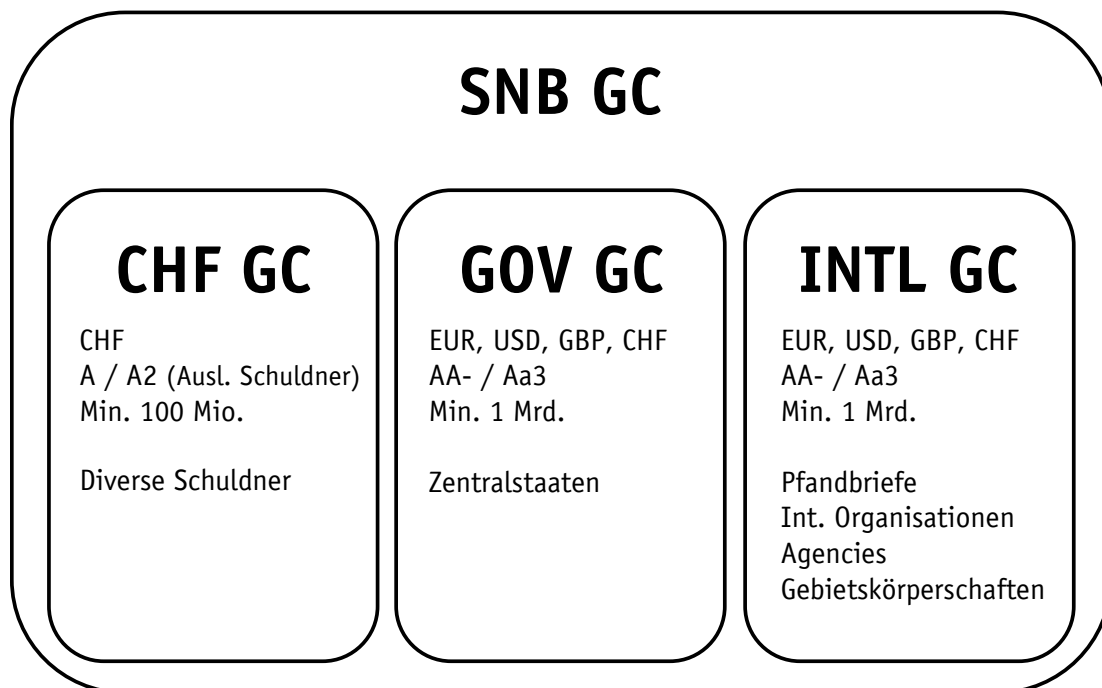 SNB GC
CHF GC
CHF
A / A2 (Ausl. Schuldner)
Min. 100 Mio.
Diverse Schuldner
GOV GC
EUR, USD, GBP, CHF
AA- / Aa3
Min. 1 Mrd.
Zentralstaaten
INTL GC
EUR, USD, GBP, CHF
AA- / Aa3
Min. 1 Mrd.
Pfandbriefe
Int. Organisationen
Agencies
Gebietskörperschaften